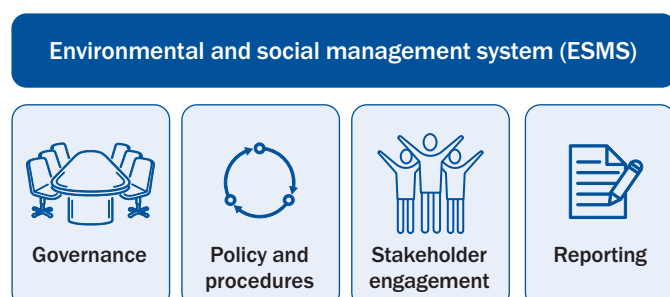 Environmental and social management system (ESMS)
Governance
Policy and
procedures
Stakeholder
engagement
Reporting